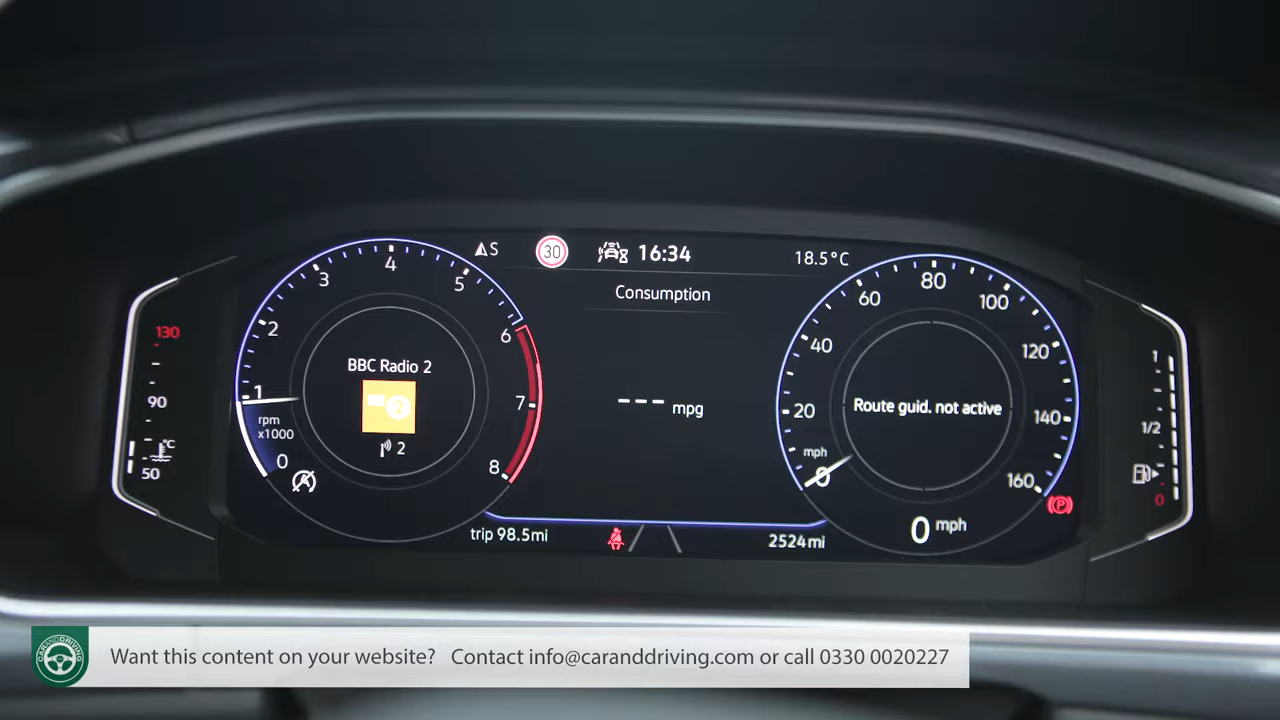 S
30
16:34
18.5°C
Consumption
--- mpg
130
90
°C
50
0
1
2
3
4
5
6
7
8
rpm
x1000
BBC Radio 2
2
2
A
0
20
40
60
80
100
120
140
160
mph
Route guid. not active
0 mph
P
1
1/2
0
trip 98.5mi
2524mi
CARANDDRIVING
Want this content on your website? Contact info@caranddriving.com or call 0330 0020227